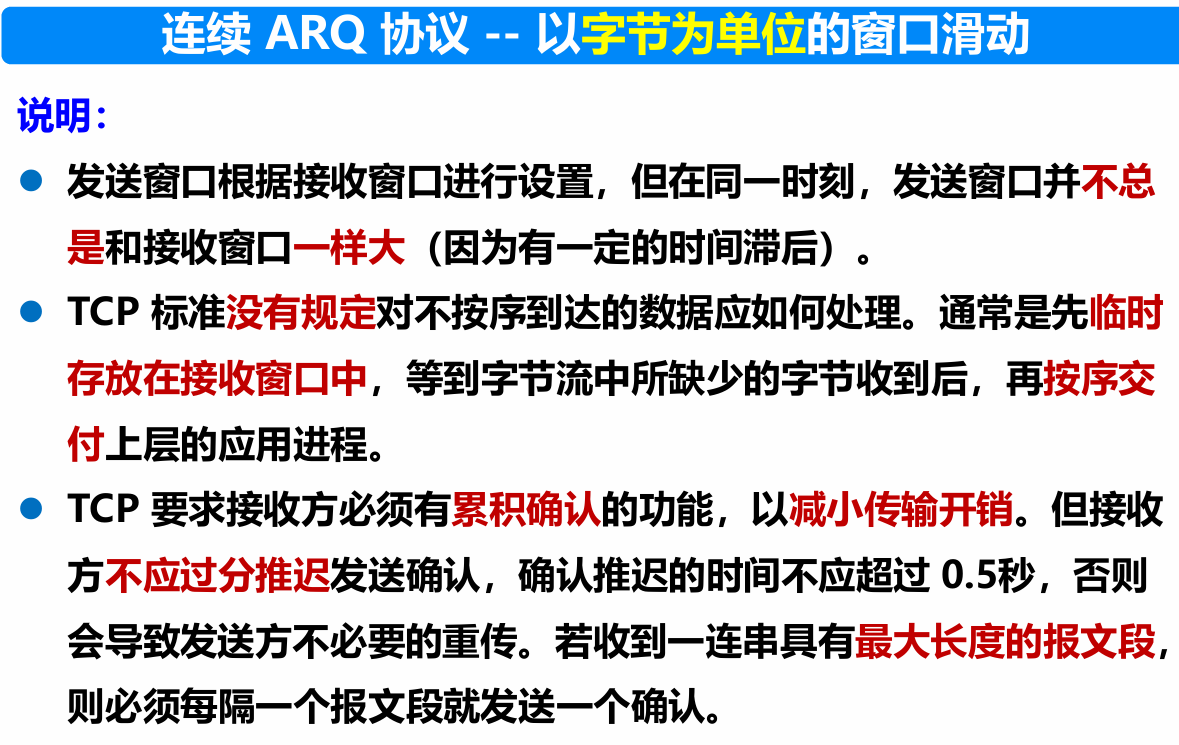 连续 ARQ 协议 -- 以字节为单位的窗口滑动
说明：
● 发送窗口根据接收窗口进行设置，但在同一时刻，发送窗口并不总
是和接收窗口一样大（因为有一定的时间滞后）。
● TCP 标准没有规定对不按序到达的数据应如何处理。通常是先临时
存放在接收窗口中，等到字节流中所缺少的字节收到后，再按序交
付上层的应用进程。
● TCP 要求接收方必须有累积确认的功能，以减小传输开销。但接收
方不应过分推迟发送确认，确认推迟的时间不应超过 0.5秒，否则
会导致发送方不必要的重传。若收到一连串具有最大长度的报文段，
则必须每隔一个报文段就发送一个确认。